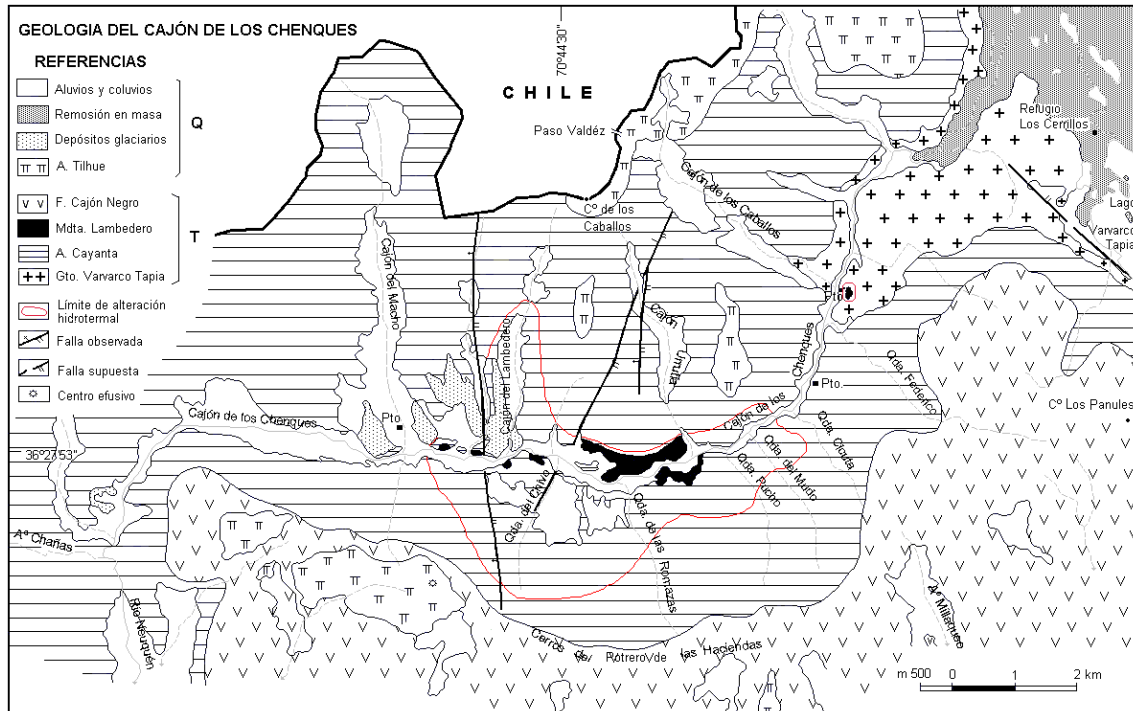 GEOLOGIA DEL CAJÓN DE LOS CHENQUES
REFERENCIAS
Aluvios y coluvios
Remosión en masa
Depósitos glaciarios
A. Tilhue
Q
F. Cajón Negro
Mdta. Lambedero
A. Cayanta
Gto. Varvarco Tapia
T
Límite de alteración
hidrotermal
Falla observada
Falla supuesta
Centro efusivo
70°44'30"
CHILE
Paso Valdéz
Refugio
Los Cerrillos
Lago
Varvarco
Tapia
Cajón de los Caballos
Cº de los
Caballos
Cajón del Macho
Cajón del Lambedero
Cajón
Urrutia
Pto.
Chenques
Cajón de los
Pto.
Qda. Federico
Cº Los Panules
Pto.
Cajón de los Chenques
36°27'53"
Qda. Cicuta
Qda. del Mudo
Qda. Pucho
Qda. del Chivo
Qda. de las Romazas
Aº Chañas
Río Neuquén
Aº Millaqueo
Cerros del Potrero de las Haciendas
m 500 0 1 2 km